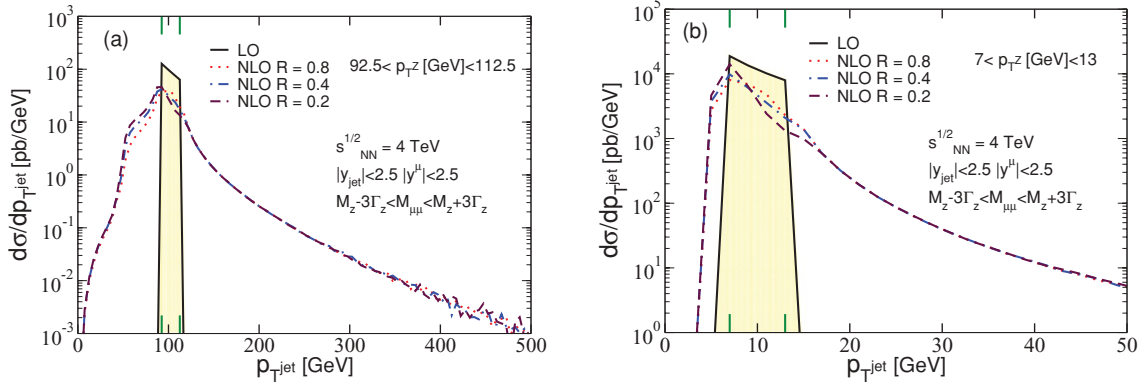 (a)
LO
NLO R = 0.8
NLO R = 0.4
NLO R = 0.2
92.5< p_T^Z [GeV]<112.5
s^1/2_NN = 4 TeV
|y_jet|<2.5 |y^μ|<2.5
M_z-3Γ_z<M_μμ<M_z+3Γ_z
dσ/dp_T^jet [pb/GeV]
10^3
10^2
10^1
10^0
10^-1
10^-2
10^-3
0 100 200 300 400 500
p_T^jet [GeV]
(b)
LO
NLO R = 0.8
NLO R = 0.4
NLO R = 0.2
7< p_T^Z [GeV]<13
s^1/2_NN = 4 TeV
|y_jet|<2.5 |y^μ|<2.5
M_z-3Γ_z<M_μμ<M_z+3Γ_z
dσ/dp_T^jet [pb/GeV]
10^5
10^4
10^3
10^2
10^1
10^0
0 10 20 30 40 50
p_T^jet [GeV]